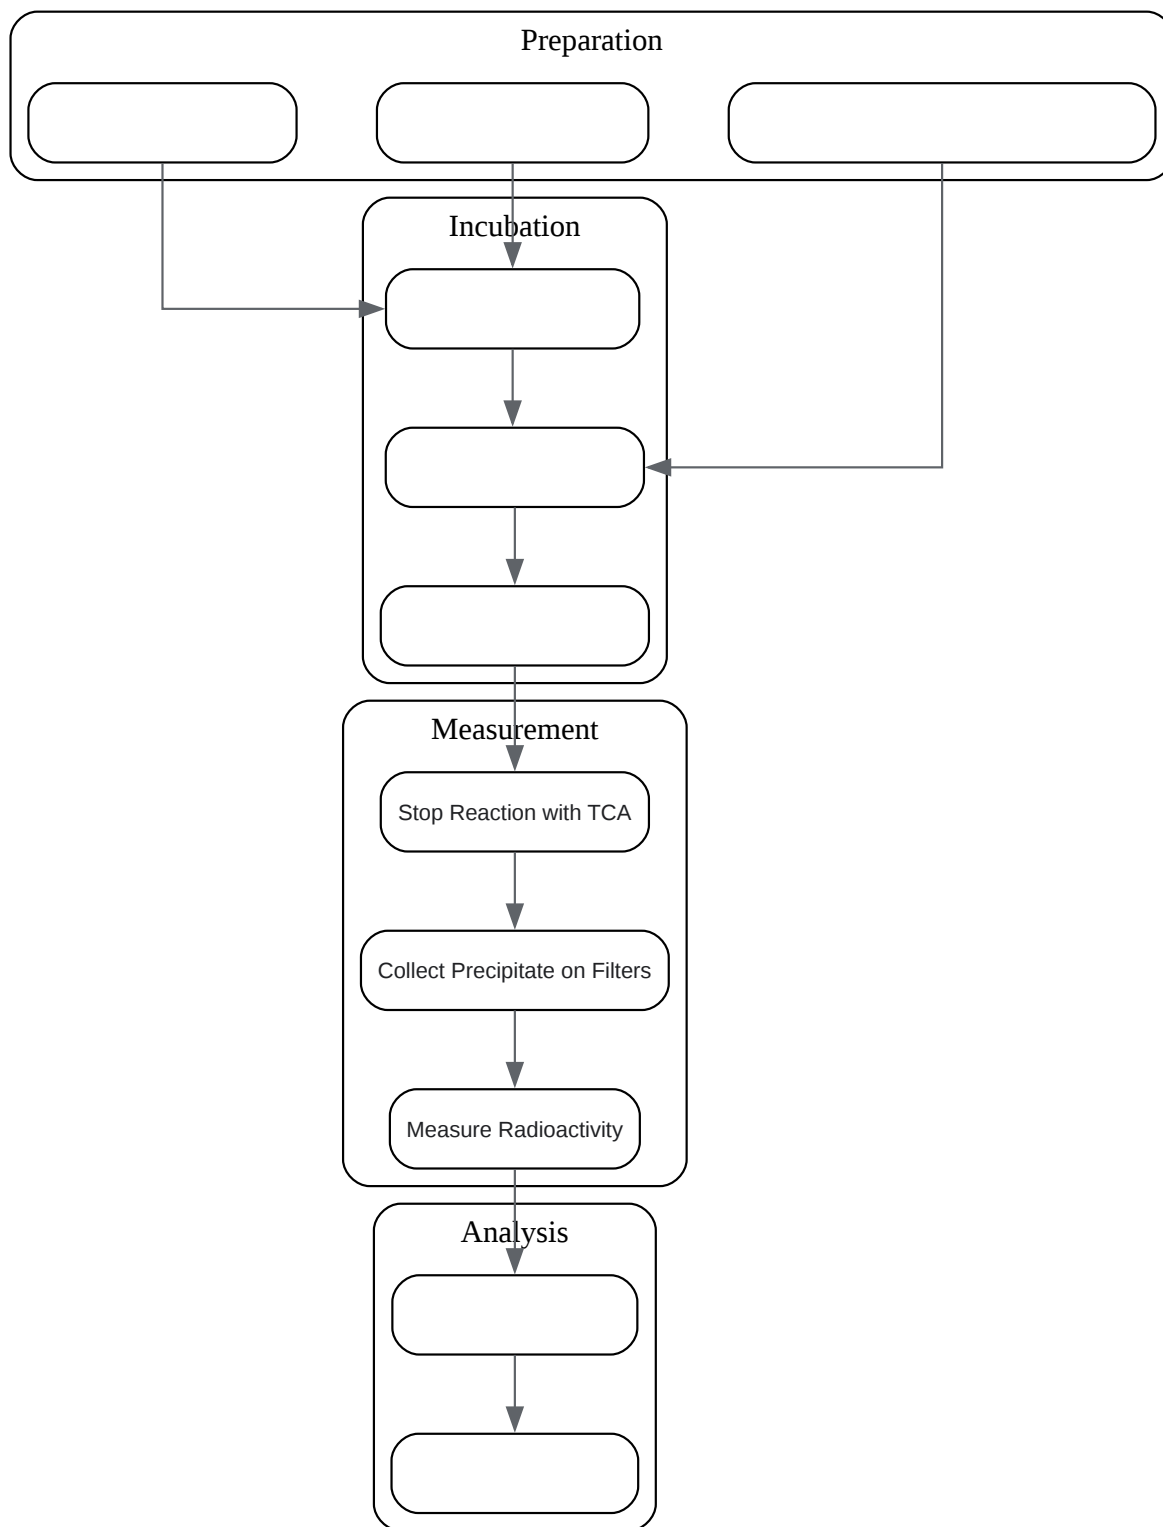 Preparation
Incubation
Measurement
Stop Reaction with TCA
Collect Precipitate on Filters
Measure Radioactivity
Analysis